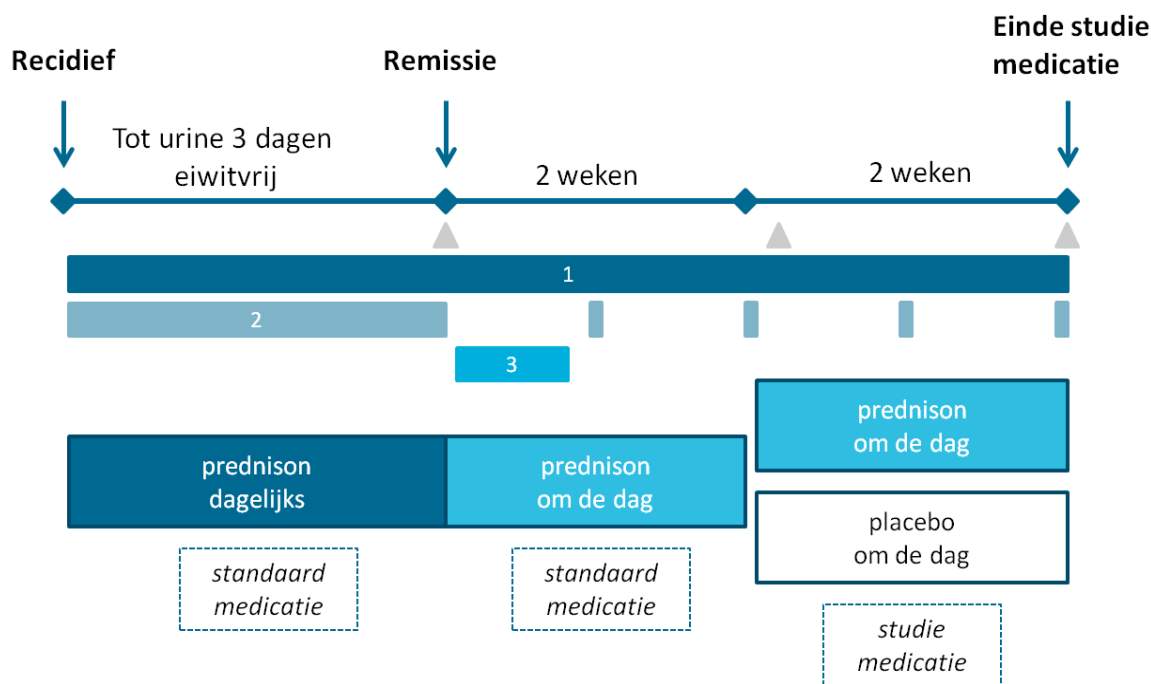 Recidief
Remissie
Einde studie
medicatie
Tot urine 3 dagen
eiwitvrij
2 weken
2 weken
1
2
3
prednison
dagelijks
prednison
om de dag
prednison
om de dag
placebo
om de dag
standaard
medicatie
standaard
medicatie
studie
medicatie